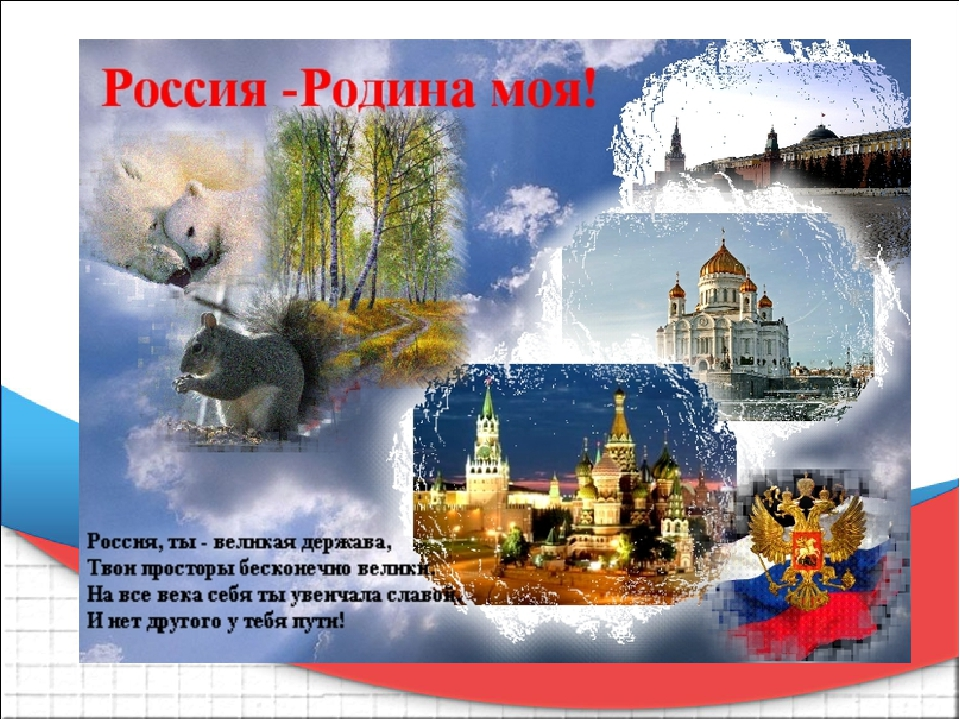 Россия -Родина моя!
Россия, ты - великая держава,
Твои просторы бесконечно велики.
На все века себя ты увенчала славой.
И нет другого у тебя пути!